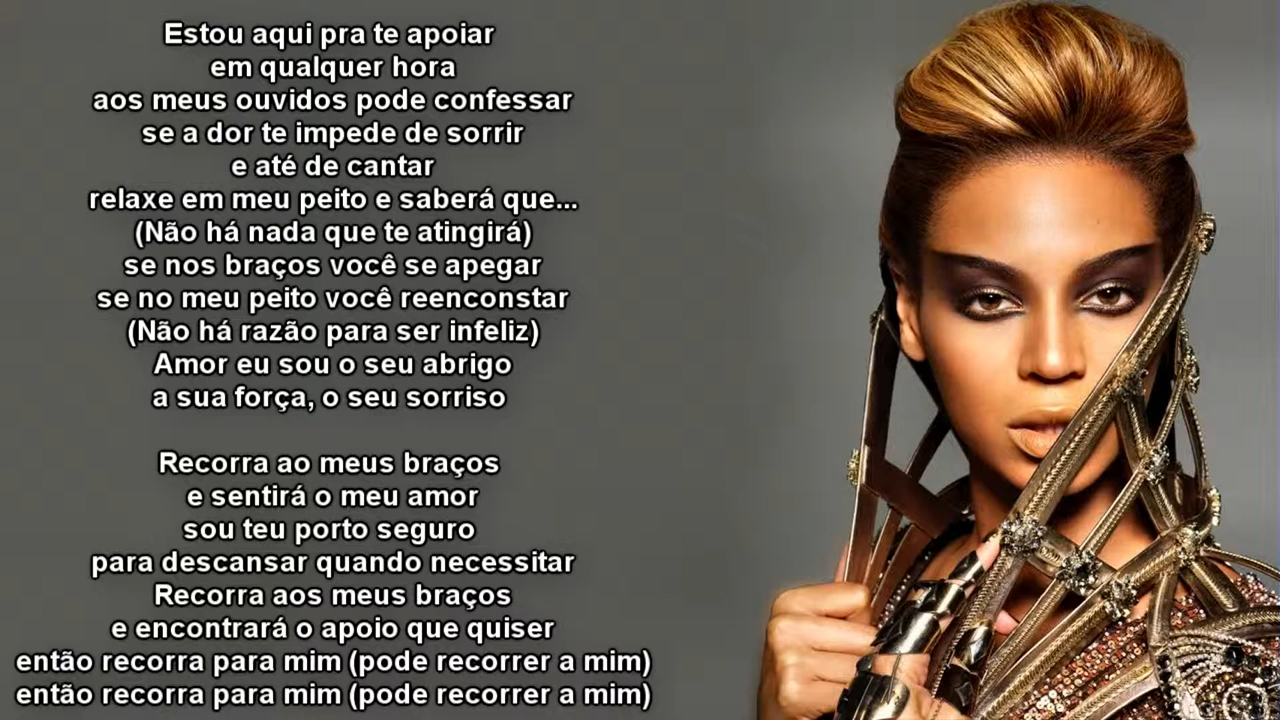 Estou aqui pra te apoiar
em qualquer hora
aos meus ouvidos pode confessar
se a dor te impede de sorrir
e até de cantar
relaxe em meu peito e saberá que...
(Não há nada que te atingirá)
se nos braços você se apegar
se no meu peito você reenconstar
(Não há razão para ser infeliz)
Amor eu sou o seu abrigo
a sua força, o seu sorriso
Recorra ao meus braços
e sentirá o meu amor
sou teu porto seguro
para descansar quando necessitar
Recorra aos meus braços
e encontrará o apoio que quiser
então recorra para mim (pode recorrer a mim)
então recorra para mim (pode recorrer a mim)